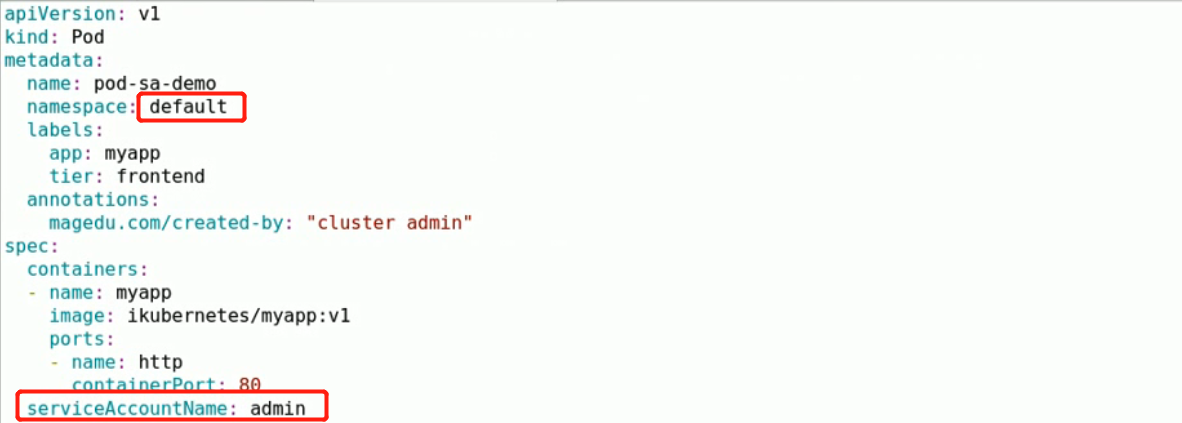 apiVersion: v1
kind: Pod
metadata:
  name: pod-sa-demo
  namespace: default
  labels:
    app: myapp
    tier: frontend
  annotations:
    magedu.com/created-by: "cluster admin"
spec:
  containers:
  - name: myapp
    image: ikubernetes/myapp:v1
    ports:
    - name: http
      containerPort: 80
  serviceAccountName: admin